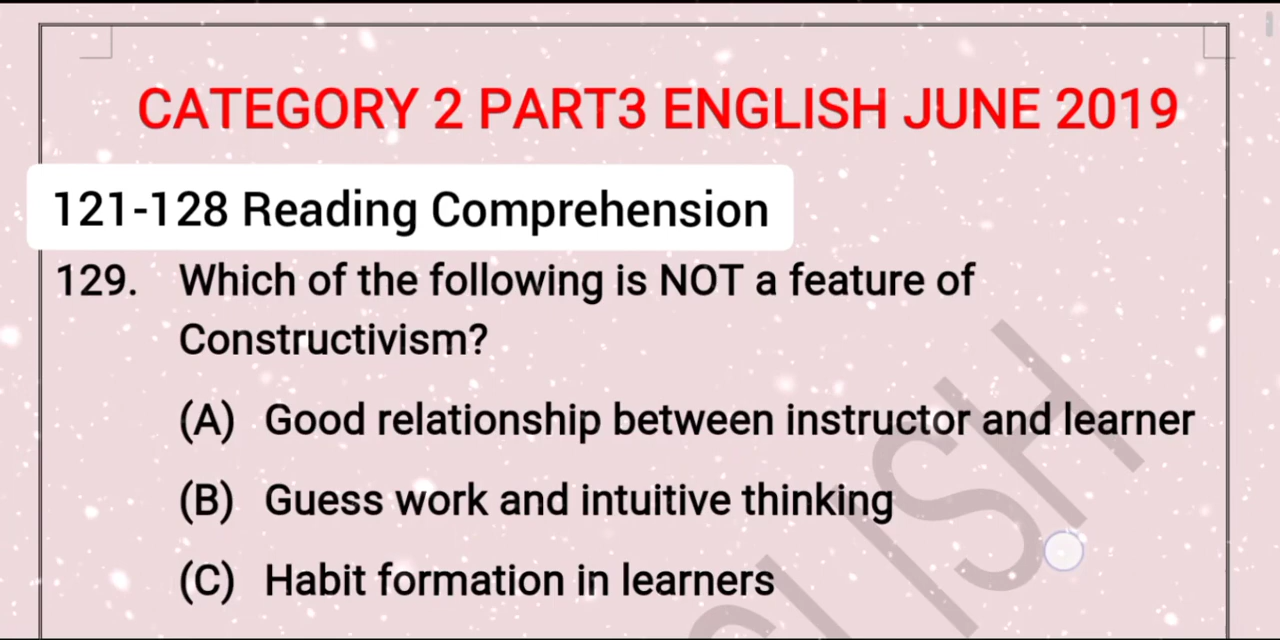 CATEGORY 2 PART3 ENGLISH JUNE 2019
121-128 Reading Comprehension
129. Which of the following is NOT a feature of
Constructivism?
(A) Good relationship between instructor and learner
(B) Guess work and intuitive thinking
(C) Habit formation in learners